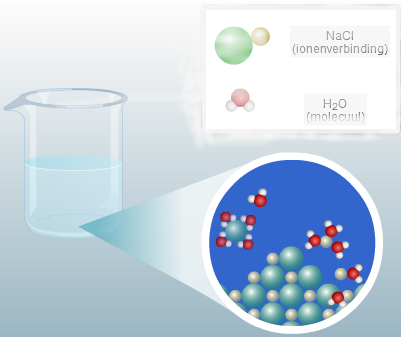 NaCl
(ionenverbinding)
H₂O
(molecuul)